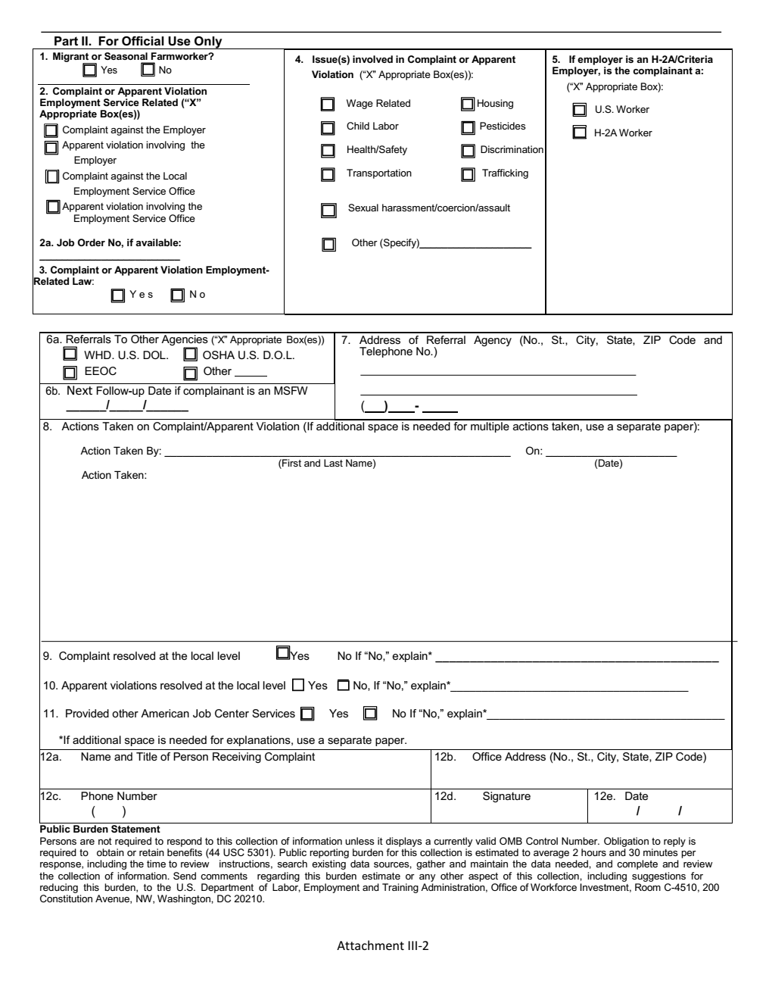 Part II. For Official Use Only
1. Migrant or Seasonal Farmworker?
Yes No
2. Complaint or Apparent Violation
Employment Service Related (“X”
Appropriate Box(es))
Complaint against the Employer
Apparent violation involving the
Employer
Complaint against the Local
Employment Service Office
Apparent violation involving the
Employment Service Office
2a. Job Order No, if available:
3. Complaint or Apparent Violation Employment-
Related Law:
Yes No
4. Issue(s) involved in Complaint or Apparent
Violation (“X” Appropriate Box(es)):
Wage Related Housing
Child Labor Pesticides
Health/Safety Discrimination
Transportation Trafficking
Sexual harassment/coercion/assault
Other (Specify)____________________
5. If employer is an H-2A/Criteria
Employer, is the complainant a:
(“X” Appropriate Box):
U.S. Worker
H-2A Worker
6a. Referrals To Other Agencies (“X” Appropriate Box(es))
WHD. U.S. DOL. OSHA U.S. D.O.L.
EEOC Other _____
6b. Next Follow-up Date if complainant is an MSFW
______/_____/______
7. Address of Referral Agency (No., St., City, State, ZIP Code and
Telephone No.)
(___)____- _____
8. Actions Taken on Complaint/Apparent Violation (If additional space is needed for multiple actions taken, use a separate paper):
Action Taken By: ______________________ On: ______________
(First and Last Name) (Date)
Action Taken:
9. Complaint resolved at the local level Yes No If “No,” explain* ______________________
10. Apparent violations resolved at the local level Yes No, If “No,” explain*______________________
11. Provided other American Job Center Services Yes No If “No,” explain*______________________
*If additional space is needed for explanations, use a separate paper.
12a. Name and Title of Person Receiving Complaint
12b. Office Address (No., St., City, State, ZIP Code)
12c. Phone Number
( )
12d. Signature
12e. Date
/ /
Public Burden Statement
Persons are not required to respond to this collection of information unless it displays a currently valid OMB Control Number. Obligation to reply is
required to obtain or retain benefits (44 USC 5301). Public reporting burden for this collection is estimated to average 2 hours and 30 minutes per
response, including the time to review instructions, search existing data sources, gather and maintain the data needed, and complete and review
the collection of information. Send comments regarding this burden estimate or any other aspect of this collection, including suggestions for
reducing this burden, to the U.S. Department of Labor, Employment and Training Administration, Office of Workforce Investment, Room C-4510, 200
Constitution Avenue, NW, Washington, DC 20210.
Attachment III-2